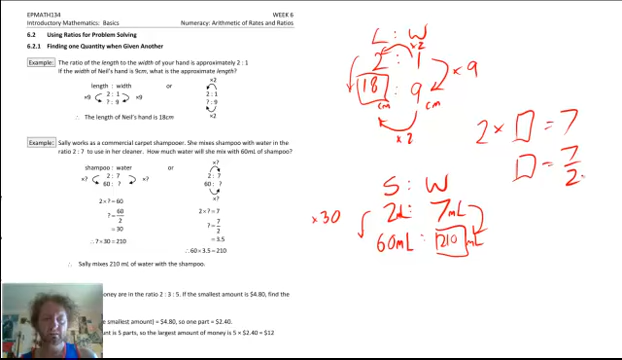 EPMATH134 WEEK 6
Introductory Mathematics: Basics Numeracy: Arithmetic of Rates and Ratios
6.2 Using Ratios for Problem Solving
6.2.1 Finding one Quantity when Given Another
Example: The ratio of the length to the width of your hand is approximately 2 : 1
If the width of Neil's hand is 9cm, what is the approximate length?
length : width or ×2
×9 2 : 1 ×9 2 : 1
? : 9 7 : 9
×2
∴ The length of Neil's hand is 18cm
Example: Sally works as a commercial carpet shampooer. She mixes shampoo with water in the
ratio 2 : 7 to use in her cleaner. How much water will she mix with 60mL of shampoo?
shampoo : water or ×?
×? 2 : 7 ×? 2 : 7
60 : ? 60 : ?
×?
2 × ? = 60 2 × ? = 7
? = 60/2 ? = 7/2
= 30 = 3.5
∴ 7 × 30 = 210 ∴ 60 × 3.5 = 210
∴ Sally mixes 210 mL of water with the shampoo.
money are in the ratio 2 : 3 : 5. If the smallest amount is $4.80, find the
e smallest amount) = $4.80, so one part = $2.40.
unt is 5 parts, so the largest amount of money is 5 × $2.40 = $12
L : W
×2
2 : 1
× 9
18 : 9
cm cm
× 2
2 × □ = 7
□ = 7/2
S : W
×30 2mL : 7mL
60mL : 210 mL